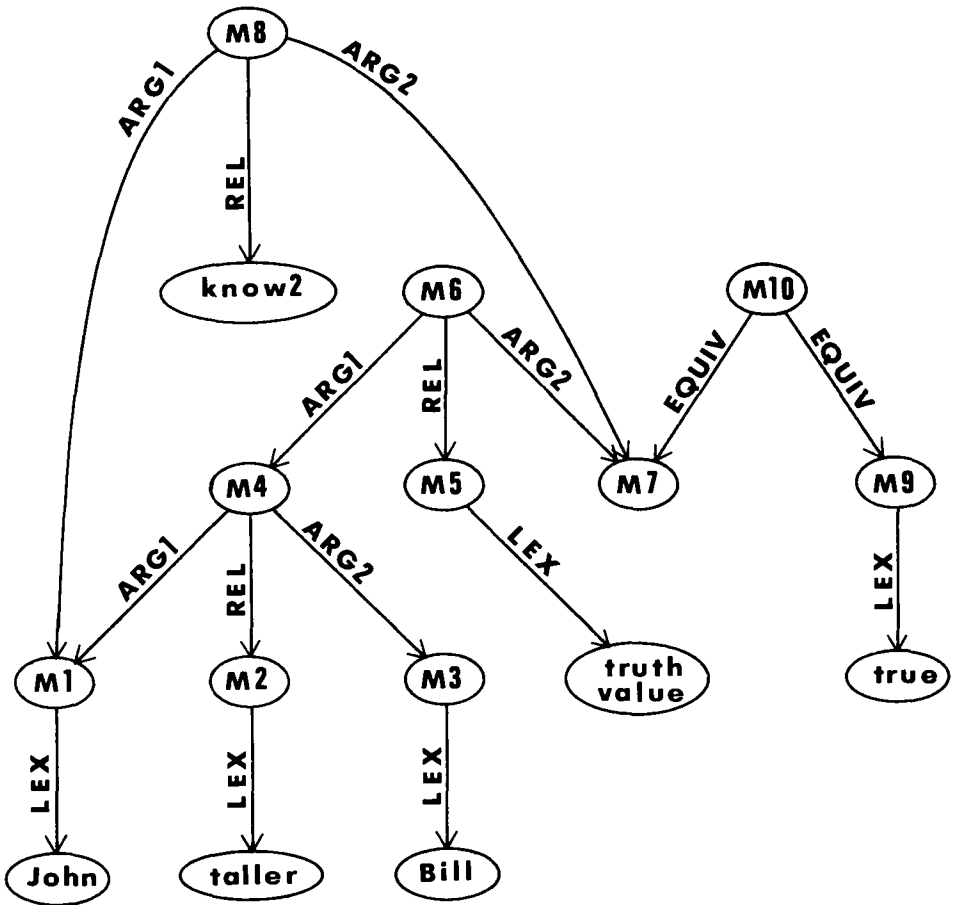 M8
ARG1
ARG2
REL
know2
M6
M10
ARG1
REL
ARG2
EQUIV
EQUIV
M4
M5
M7
M9
ARG1
REL
ARG2
LEX
LEX
M1
M2
M3
truth
value
true
LEX
LEX
LEX
John
taller
Bill